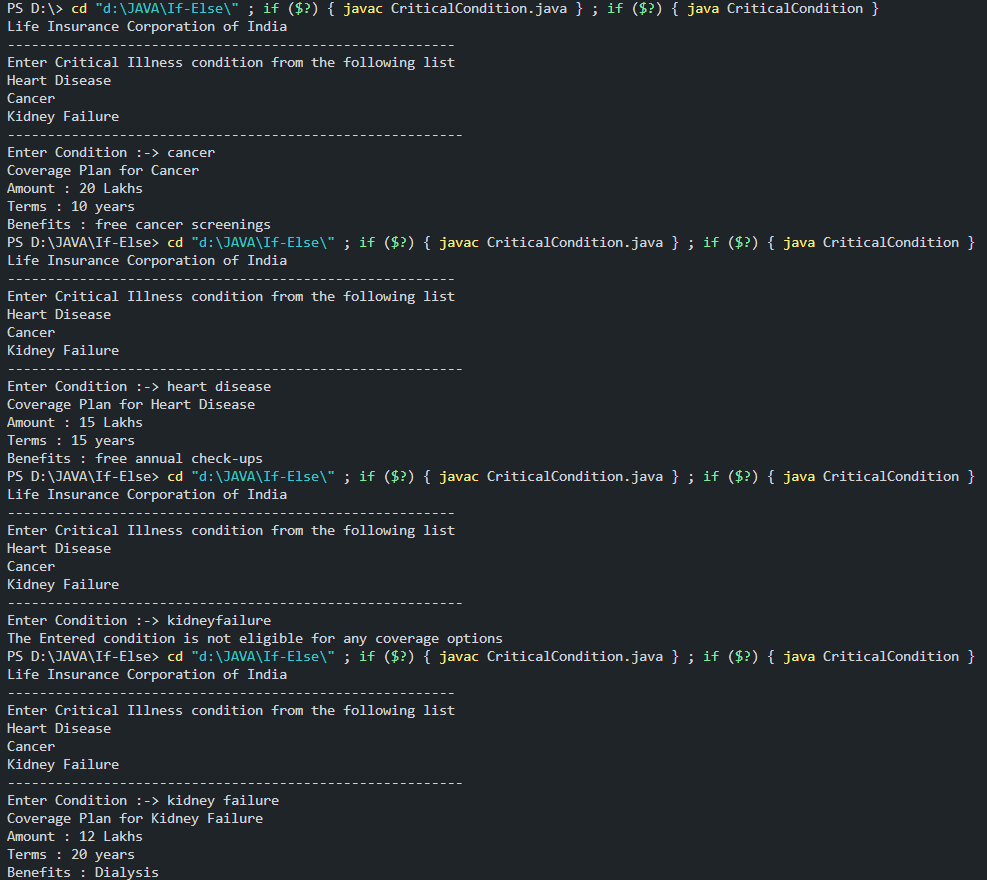 PS D:\> cd "d:\JAVA\If-Else\" ; if ($?) { javac CriticalCondition.java } ; if ($?) { java CriticalCondition }
Life Insurance Corporation of India
--------------------------------------------------------
Enter Critical Illness condition from the following list
Heart Disease
Cancer
Kidney Failure
---------------------------------------------------------
Enter Condition :-> cancer
Coverage Plan for Cancer
Amount : 20 Lakhs
Terms : 10 years
Benefits : free cancer screenings
PS D:\JAVA\If-Else> cd "d:\JAVA\If-Else\" ; if ($?) { javac CriticalCondition.java } ; if ($?) { java CriticalCondition }
Life Insurance Corporation of India
--------------------------------------------------------
Enter Critical Illness condition from the following list
Heart Disease
Cancer
Kidney Failure
---------------------------------------------------------
Enter Condition :-> heart disease
Coverage Plan for Heart Disease
Amount : 15 Lakhs
Terms : 15 years
Benefits : free annual check-ups
PS D:\JAVA\If-Else> cd "d:\JAVA\If-Else\" ; if ($?) { javac CriticalCondition.java } ; if ($?) { java CriticalCondition }
Life Insurance Corporation of India
--------------------------------------------------------
Enter Critical Illness condition from the following list
Heart Disease
Cancer
Kidney Failure
---------------------------------------------------------
Enter Condition :-> kidneyfailure
The Entered condition is not eligible for any coverage options
PS D:\JAVA\If-Else> cd "d:\JAVA\If-Else\" ; if ($?) { javac CriticalCondition.java } ; if ($?) { java CriticalCondition }
Life Insurance Corporation of India
--------------------------------------------------------
Enter Critical Illness condition from the following list
Heart Disease
Cancer
Kidney Failure
---------------------------------------------------------
Enter Condition :-> kidney failure
Coverage Plan for Kidney Failure
Amount : 12 Lakhs
Terms : 20 years
Benefits : Dialysis